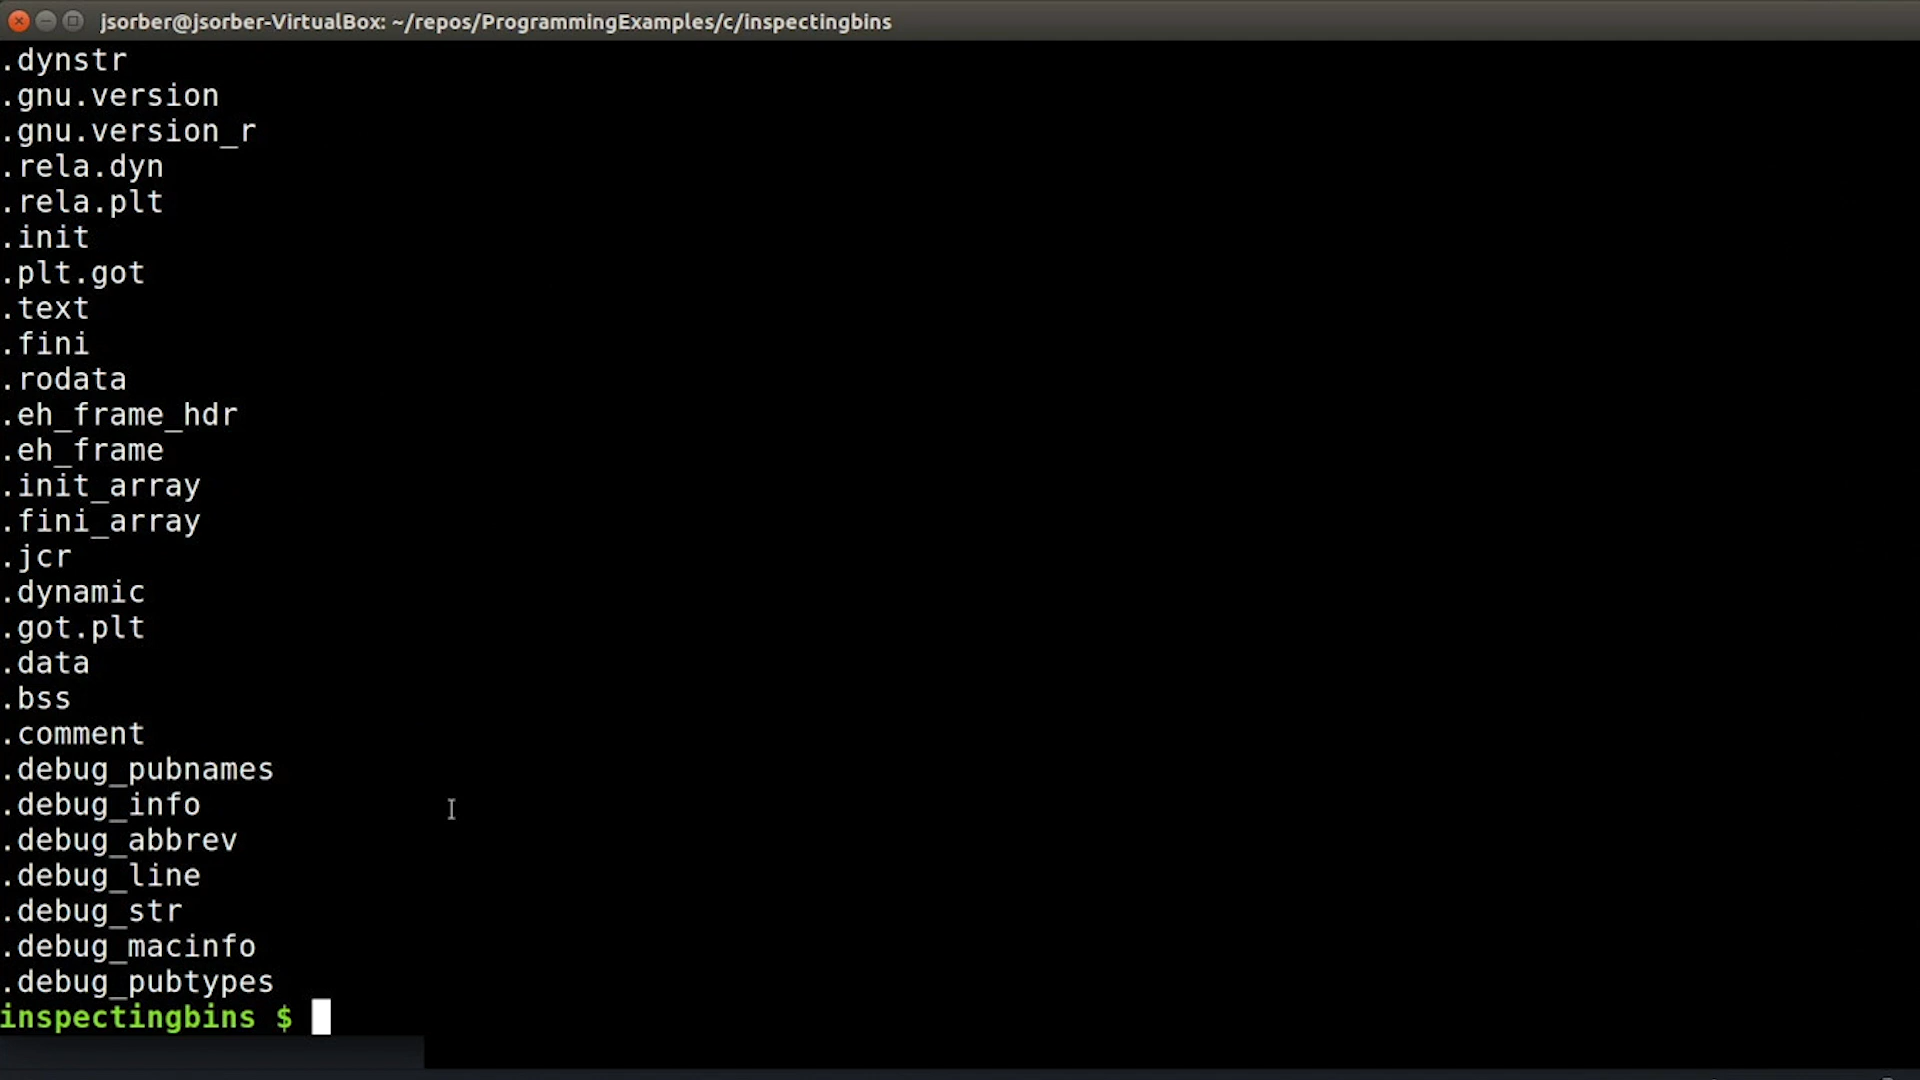 jsorber@jsorber-VirtualBox: ~/repos/ProgrammingExamples/c/inspectingbins
.dynstr
.gnu.version
.gnu.version_r
.rela.dyn
.rela.plt
.init
.plt.got
.text
.fini
.rodata
.eh_frame_hdr
.eh_frame
.init_array
.fini_array
.jcr
.dynamic
.got.plt
.data
.bss
.comment
.debug_pubnames
.debug_info
.debug_abbrev
.debug_line
.debug_str
.debug_macinfo
.debug_pubtypes
inspectingbins $